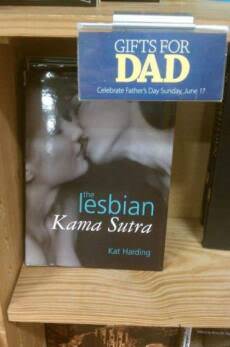 GIFTS FOR
DAD
Celebrate Father's Day Sunday, June 17
the
lesbian
Kama Sutra
Kat Harding